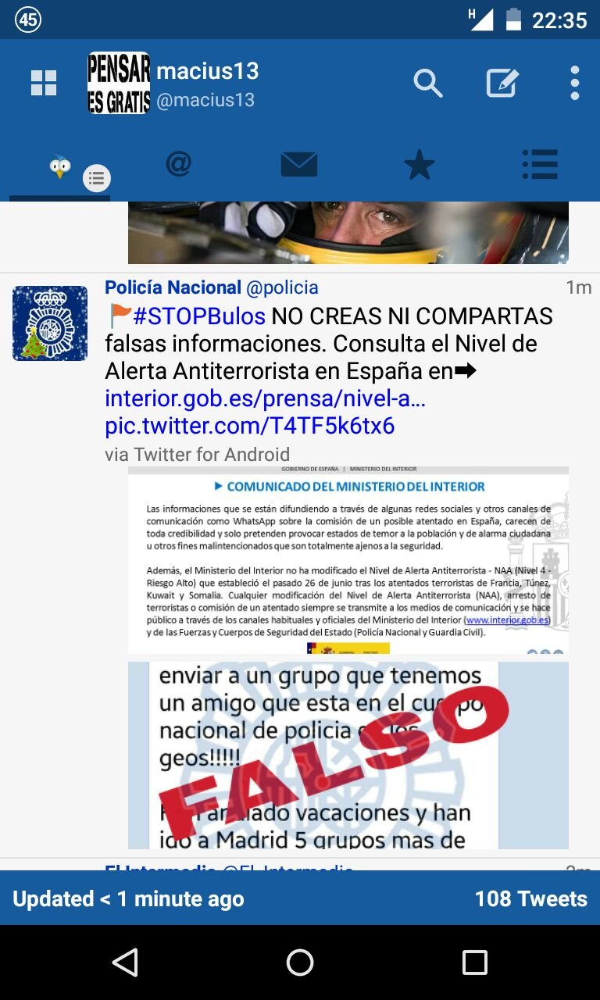 45
H
22:35
PENSAR
ES GRATIS
macius13
@macius13
@
Policía Nacional @policia
1m
#STOPBulos NO CREAS NI COMPARTAS
falsas informaciones. Consulta el Nivel de
Alerta Antiterrorista en España en➡
interior.gob.es/prensa/nivel-a...
pic.twitter.com/T4TF5k6tx6
via Twitter for Android
GOBIERNO DE ESPAÑA | MINISTERIO DEL INTERIOR
COMUNICADO DEL MINISTERIO DEL INTERIOR
Las informaciones que se están difundiendo a través de algunas redes sociales y otros canales de
comunicación como WhatsApp sobre la comisión de un posible atentado en España, carecen de
toda credibilidad y solo pretenden provocar estados de temor a la población y de alarma ciudadana
u otros fines malintencionados que son totalmente ajenos a la seguridad.
Además, el Ministerio del Interior no ha modificado el Nivel de Alerta Antiterrorista - NAA (Nivel 4 -
Riesgo Alto) que estableció el pasado 26 de junio tras los atentados terroristas de Francia, Túnez,
Kuwait y Somalia. Cualquier modificación del Nivel de Alerta Antiterrorista (NAA), arresto de
terroristas o comisión de un atentado siempre se transmite a los medios de comunicación y se hace
público a través de los canales habituales y oficiales del Ministerio del Interior (www.interior.gob.es)
y de las Fuerzas y Cuerpos de Seguridad del Estado (Policía Nacional y Guardia Civil).
enviar a un grupo que tenemos
un amigo que esta en el cuerpo
nacional de policia los
geos!!!!!
FALSO
vacaciones y han
ido a Madrid 5 grupos mas de
El Intermedio @El_Intermedio
2m
Updated < 1 minute ago
108 Tweets